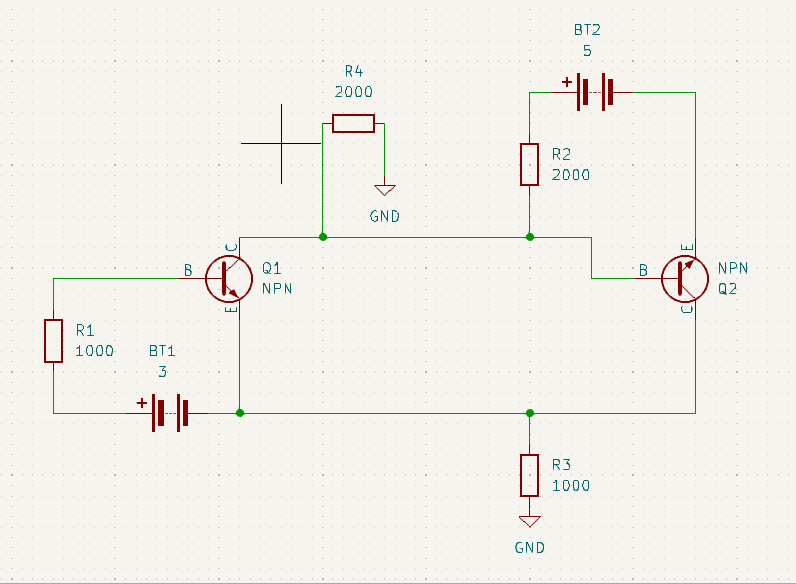 BT2
5
R4
2000
+
R2
2000
GND
C
E
B
Q1
NPN
B
NPN
Q2
E
C
R1
1000
BT1
3
+
R3
1000
GND